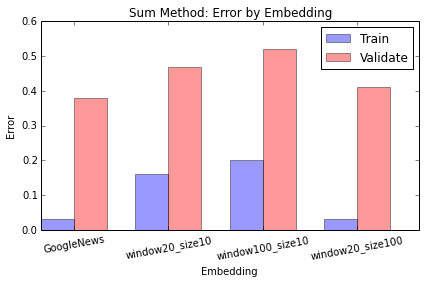 Sum Method: Error by Embedding
0.6
0.5
0.4
0.3
0.2
0.1
0.0
Error
Train
Validate
GoogleNews
window20_size10
window100_size10
window20_size100
Embedding